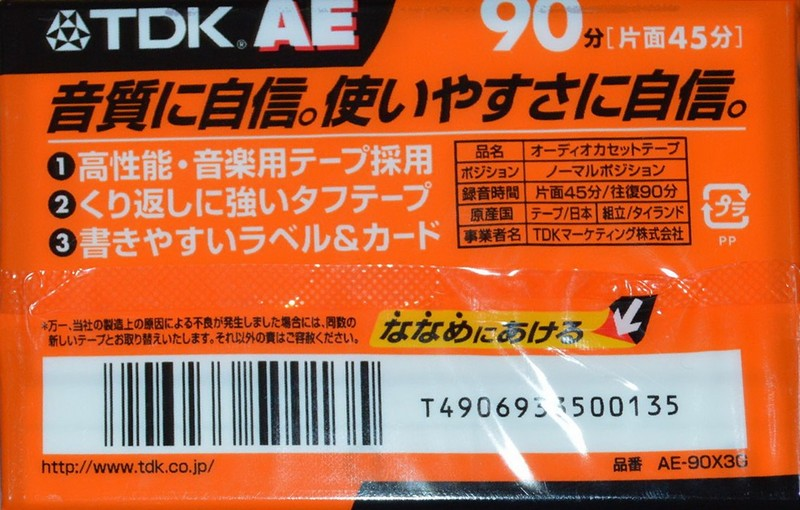 TDK® AE 90分[片面45分]
音質に自信。使いやすさに自信。
1 高性能・音楽用テープ採用
2 くり返しに強いタフテープ
3 書きやすいラベル&カード
品名 オーディオカセットテープ
ポジション ノーマルポジション
録音時間 片面45分/往復90分
原産国 テープ/日本 組立/タイランド
事業者名 TDKマーケティング株式会社
プラ
PP
*万一、当社の製造上の原因による不良が発生しました場合には、同数の
新しいテープとお取り替えいたします。それ以外の責はご容赦ください。
ななめにあける
T4906933500135
http://www.tdk.co.jp/
品番 AE-90X3G